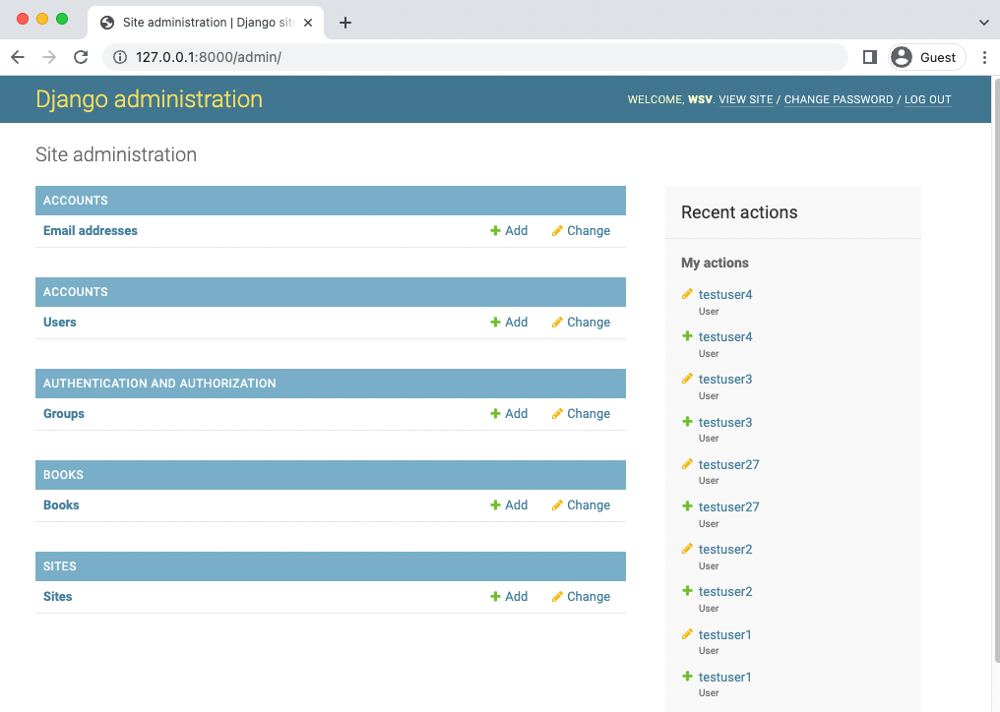 Site administration | Django sit
127.0.0.1:8000/admin/
Guest
Django administration
WELCOME, WSV. VIEW SITE / CHANGE PASSWORD / LOG OUT
Site administration
ACCOUNTS
Email addresses Add Change
ACCOUNTS
Users Add Change
AUTHENTICATION AND AUTHORIZATION
Groups Add Change
BOOKS
Books Add Change
SITES
Sites Add Change
Recent actions
My actions
testuser4
User
testuser4
User
testuser3
User
testuser3
User
testuser27
User
testuser27
User
testuser2
User
testuser2
User
testuser1
User
testuser1
User